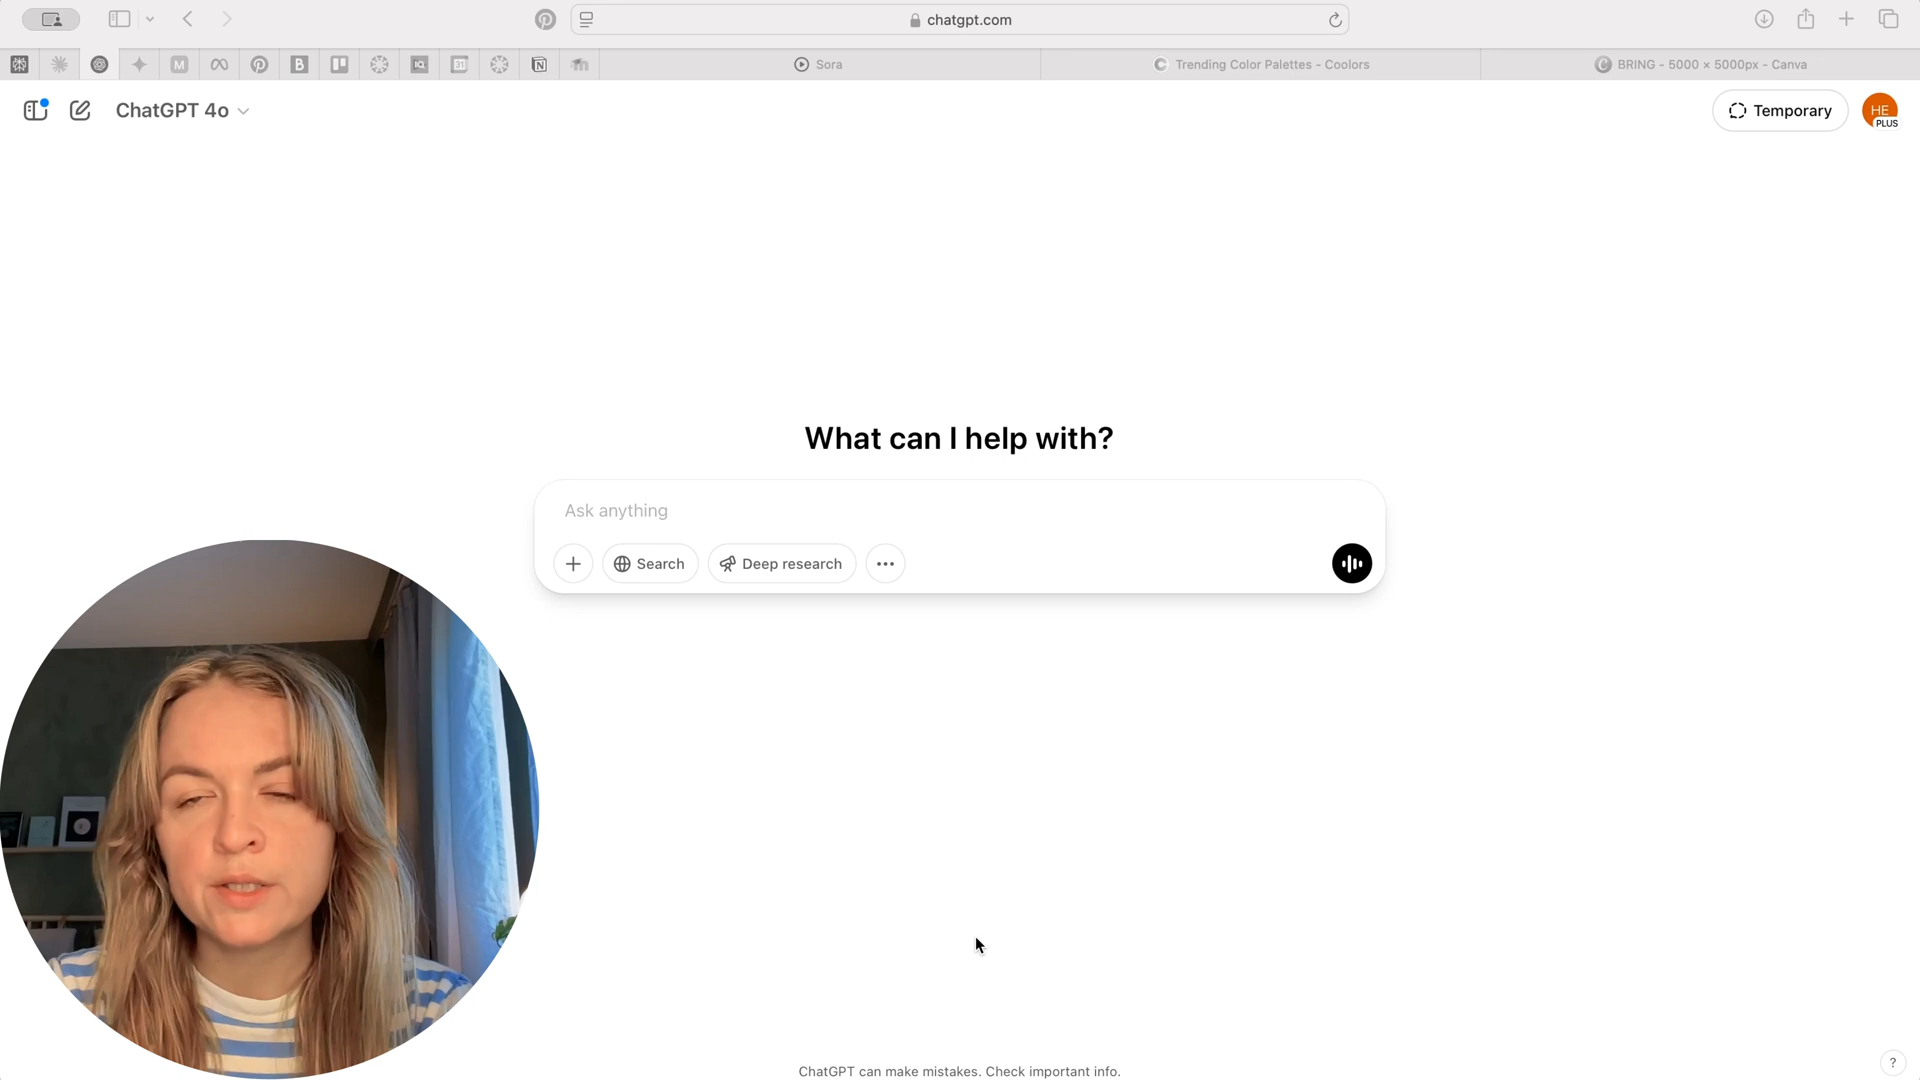 chatgpt.com
Sora
Trending Color Palettes - Coolors
BRING - 5000 × 5000px - Canva
ChatGPT 4o
Temporary
HE
PLUS
What can I help with?
Ask anything
Search
Deep research
ChatGPT can make mistakes. Check important info.
?